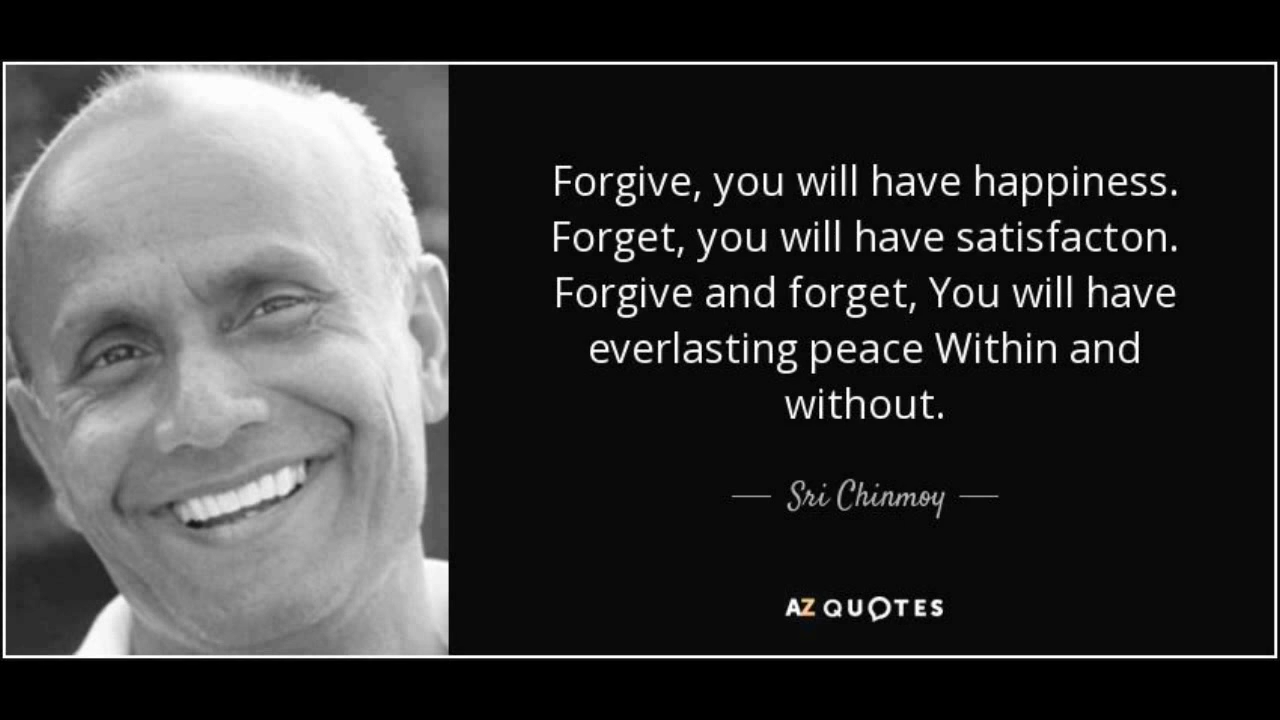 Forgive, you will have happiness.
Forget, you will have satisfacton.
Forgive and forget, You will have
everlasting peace Within and
without.
Sri Chinmoy
AZ QUOTES